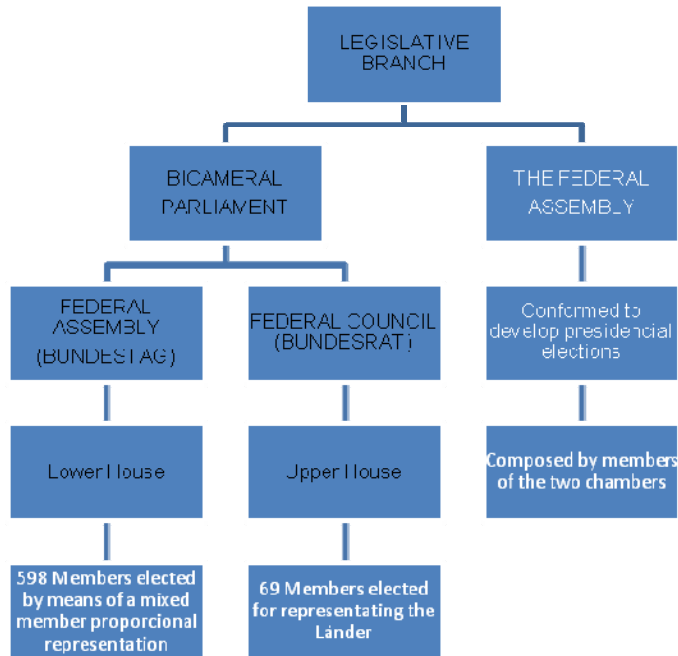 LEGISLATIVE
BRANCH
BICAMERAL
PARLIAMENT
THE FEDERAL
ASSEMBLY
FEDERAL
ASSEMBLY
(BUNDESTAG)
FEDERAL COUNCIL
(BUNDESRAT)
Conformed to
develop presidencial
elections
Lower House
Upper House
Composed by members
of the two chambers
598 Members elected
by means of a mixed
member proporcional
representation
69 Members elected
for representating the
Länder